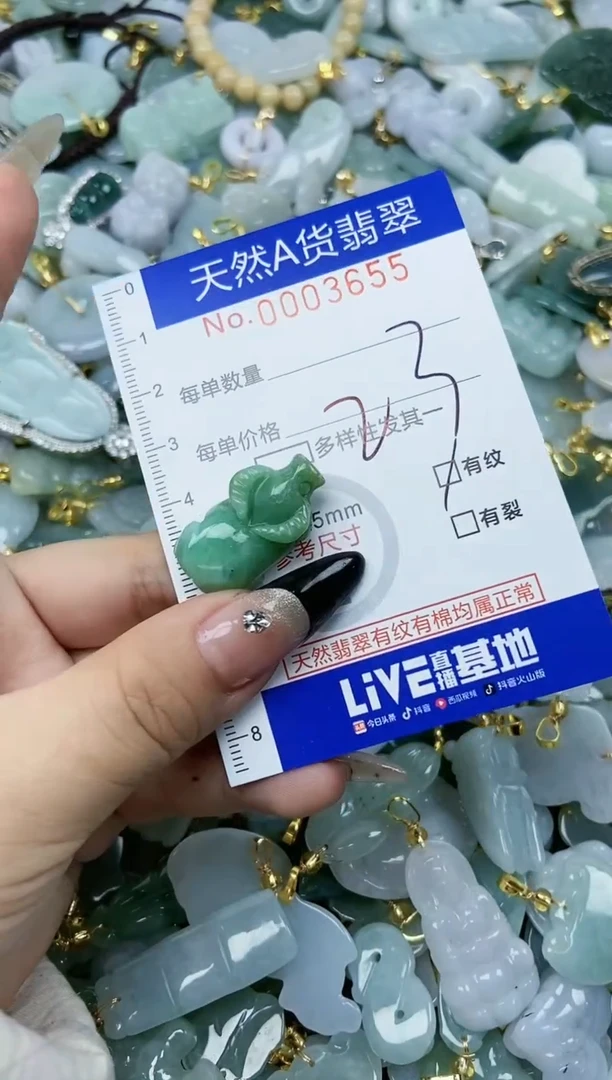 天然A货翡翠
No.0003655
0
1
2
3
4
8
每单数量
每单价格
多样性发其一
有纹
5mm
有裂
参考尺寸
天然翡翠有纹有棉均属正常
LiVE直播基地
今日头条 抖音 西瓜视频 抖音火山版